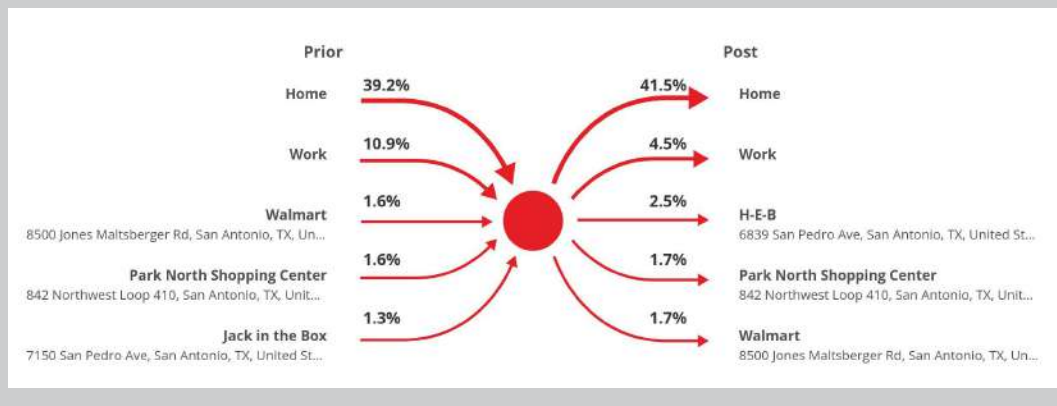 Prior
Post
Home
39.2%
41.5%
Home
Work
10.9%
4.5%
Work
Walmart
8500 Jones Maltsberger Rd, San Antonio, TX, Un...
1.6%
2.5%
H-E-B
6839 San Pedro Ave, San Antonio, TX, United St...
Park North Shopping Center
842 Northwest Loop 410, San Antonio, TX, Unit...
1.6%
1.7%
Park North Shopping Center
842 Northwest Loop 410, San Antonio, TX, Unit...
Jack in the Box
7150 San Pedro Ave, San Antonio, TX, United St...
1.3%
1.7%
Walmart
8500 Jones Maltsberger Rd, San Antonio, TX, Un...